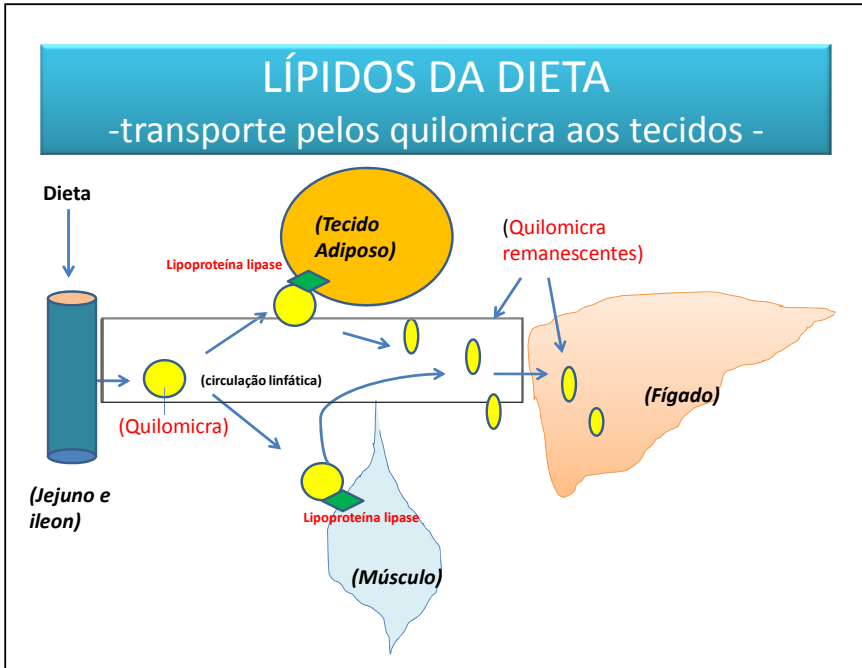 LÍPIDOS DA DIETA
-transporte pelos quilomicra aos tecidos -
Dieta
(Tecido
Adiposo)
Lipoproteína lipase
(Quilomicra
remanescentes)
(circulação linfática)
(Quilomicra)
(Fígado)
(Jejuno e
ileon)
Lipoproteína lipase
(Músculo)